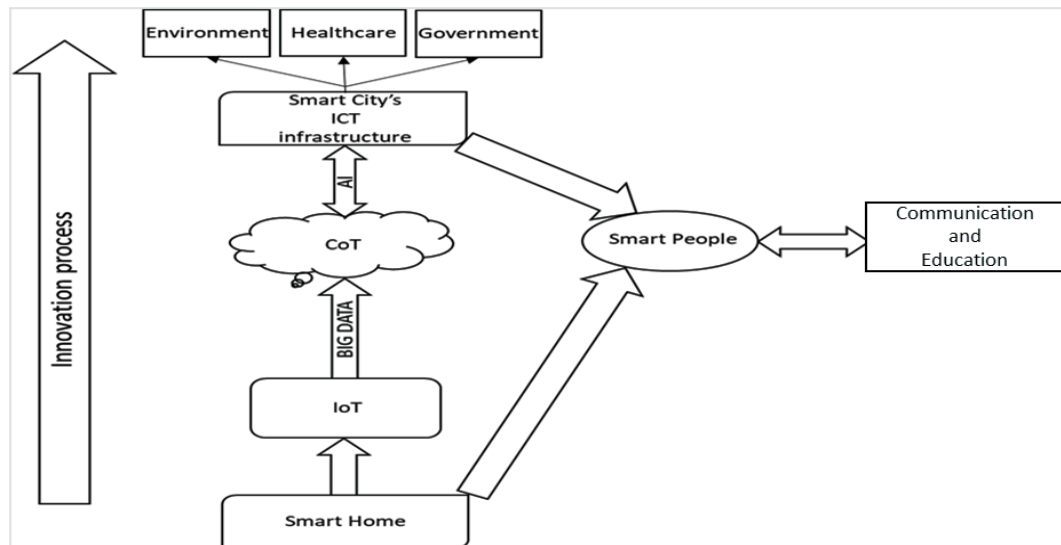 Environment
Healthcare
Government
Smart City's
ICT
infrastructure
AI
CoT
Smart People
Communication
and
Education
BIG DATA
IoT
Smart Home
Innovation process